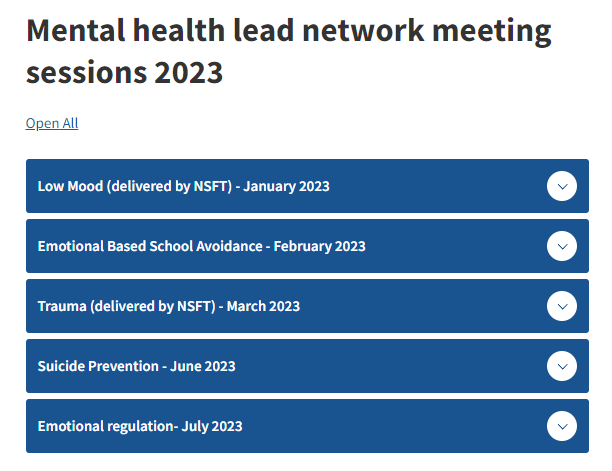 Mental health lead network meeting
sessions 2023
Open All
Low Mood (delivered by NSFT) - January 2023
Emotional Based School Avoidance - February 2023
Trauma (delivered by NSFT) - March 2023
Suicide Prevention - June 2023
Emotional regulation- July 2023